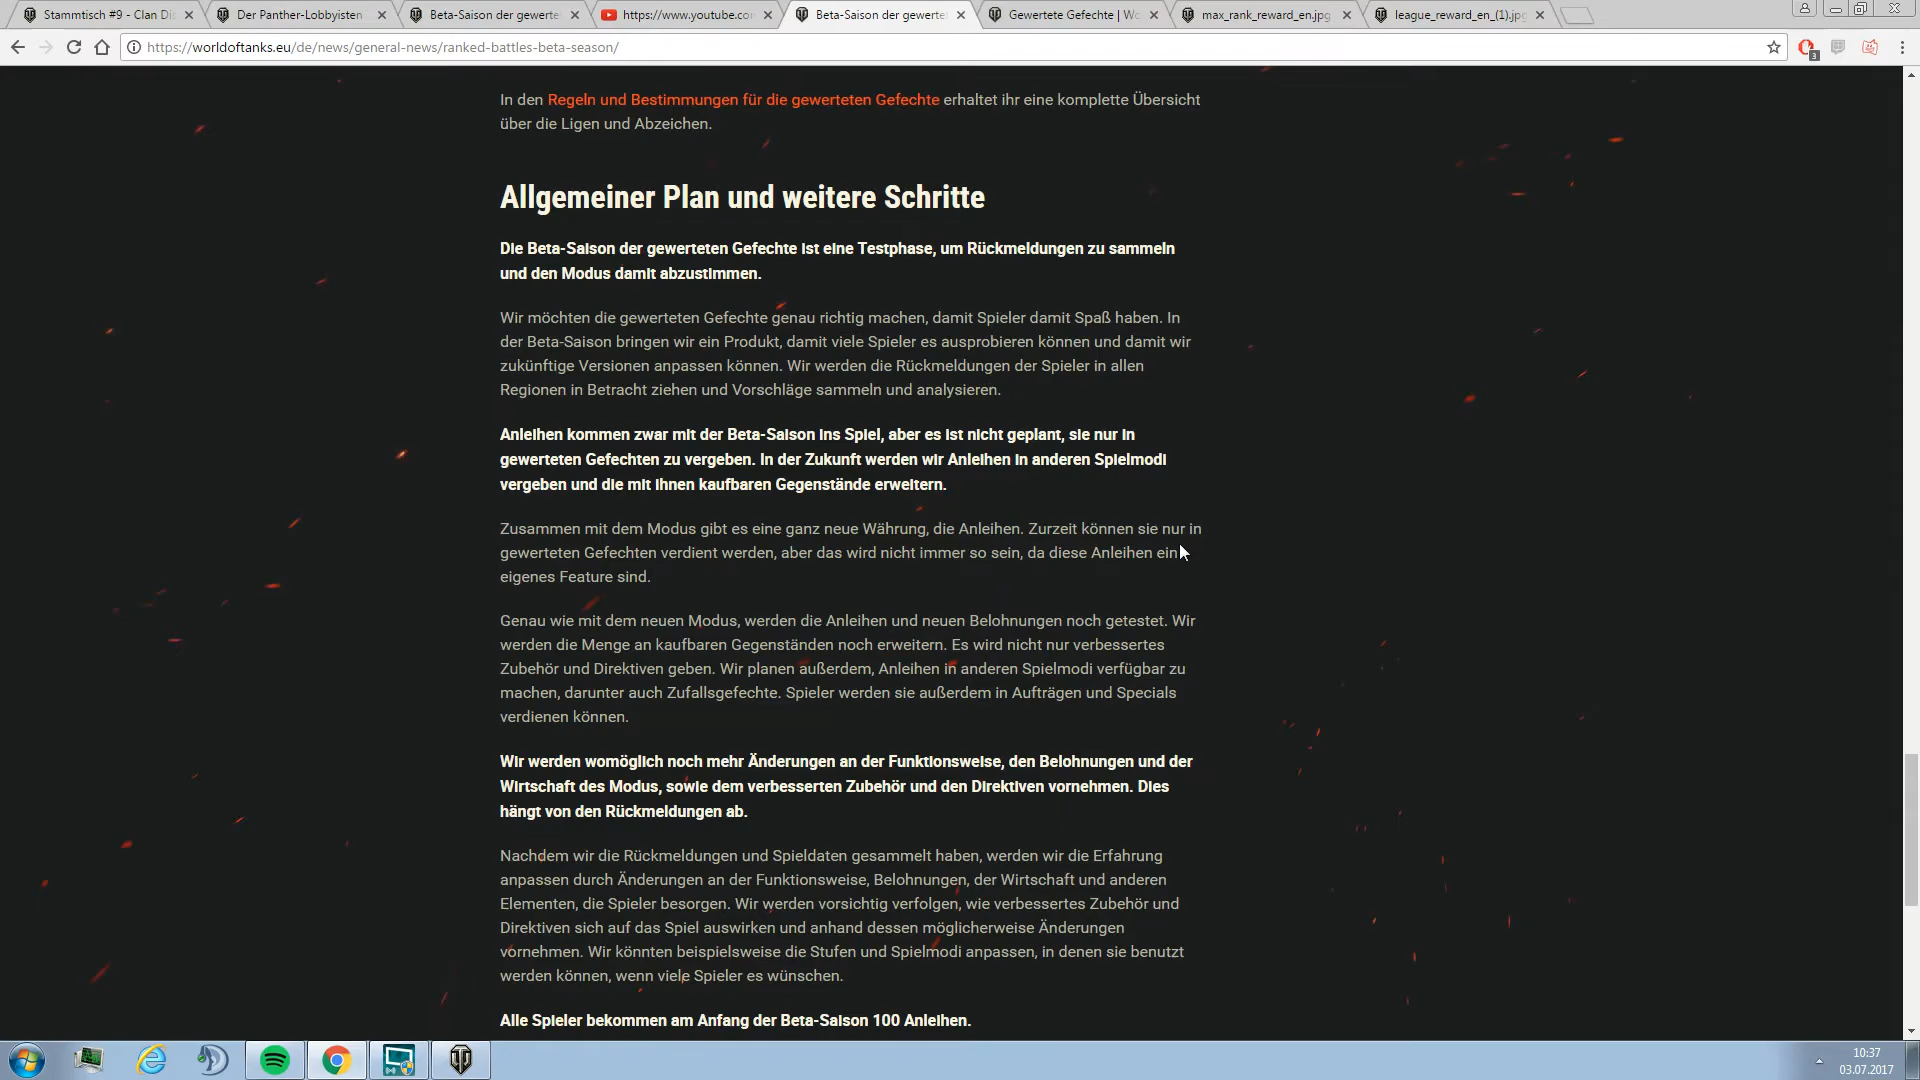 Stammtisch #9 - Clan Di
Der Panther-Lobbyisten
Beta-Saison der gewerte
https://www.youtube.co
Beta-Saison der gewerte
Gewertete Gefechte | Wo
max_rank_reward_en.jpg
league_reward_en_(1).jp
https://worldoftanks.eu/de/news/general-news/ranked-battles-beta-season/
3
In den Regeln und Bestimmungen für die gewerteten Gefechte erhaltet ihr eine komplette Übersicht
über die Ligen und Abzeichen.
Allgemeiner Plan und weitere Schritte
Die Beta-Saison der gewerteten Gefechte ist eine Testphase, um Rückmeldungen zu sammeln
und den Modus damit abzustimmen.
Wir möchten die gewerteten Gefechte genau richtig machen, damit Spieler damit Spaß haben. In
der Beta-Saison bringen wir ein Produkt, damit viele Spieler es ausprobieren können und damit wir
zukünftige Versionen anpassen können. Wir werden die Rückmeldungen der Spieler in allen
Regionen in Betracht ziehen und Vorschläge sammeln und analysieren.
Anleihen kommen zwar mit der Beta-Saison ins Spiel, aber es ist nicht geplant, sie nur in
gewerteten Gefechten zu vergeben. In der Zukunft werden wir Anleihen in anderen Spielmodi
vergeben und die mit ihnen kaufbaren Gegenstände erweitern.
Zusammen mit dem Modus gibt es eine ganz neue Währung, die Anleihen. Zurzeit können sie nur in
gewerteten Gefechten verdient werden, aber das wird nicht immer so sein, da diese Anleihen ein
eigenes Feature sind.
Genau wie mit dem neuen Modus, werden die Anleihen und neuen Belohnungen noch getestet. Wir
werden die Menge an kaufbaren Gegenständen noch erweitern. Es wird nicht nur verbessertes
Zubehör und Direktiven geben. Wir planen außerdem, Anleihen in anderen Spielmodi verfügbar zu
machen, darunter auch Zufallsgefechte. Spieler werden sie außerdem in Aufträgen und Specials
verdienen können.
Wir werden womöglich noch mehr Änderungen an der Funktionsweise, den Belohnungen und der
Wirtschaft des Modus, sowie dem verbesserten Zubehör und den Direktiven vornehmen. Dies
hängt von den Rückmeldungen ab.
Nachdem wir die Rückmeldungen und Spieldaten gesammelt haben, werden wir die Erfahrung
anpassen durch Änderungen an der Funktionsweise, Belohnungen, der Wirtschaft und anderen
Elementen, die Spieler besorgen. Wir werden vorsichtig verfolgen, wie verbessertes Zubehör und
Direktiven sich auf das Spiel auswirken und anhand dessen möglicherweise Änderungen
vornehmen. Wir könnten beispielsweise die Stufen und Spielmodi anpassen, in denen sie benutzt
werden können, wenn viele Spieler es wünschen.
Alle Spieler bekommen am Anfang der Beta-Saison 100 Anleihen.
10:37
03.07.2017